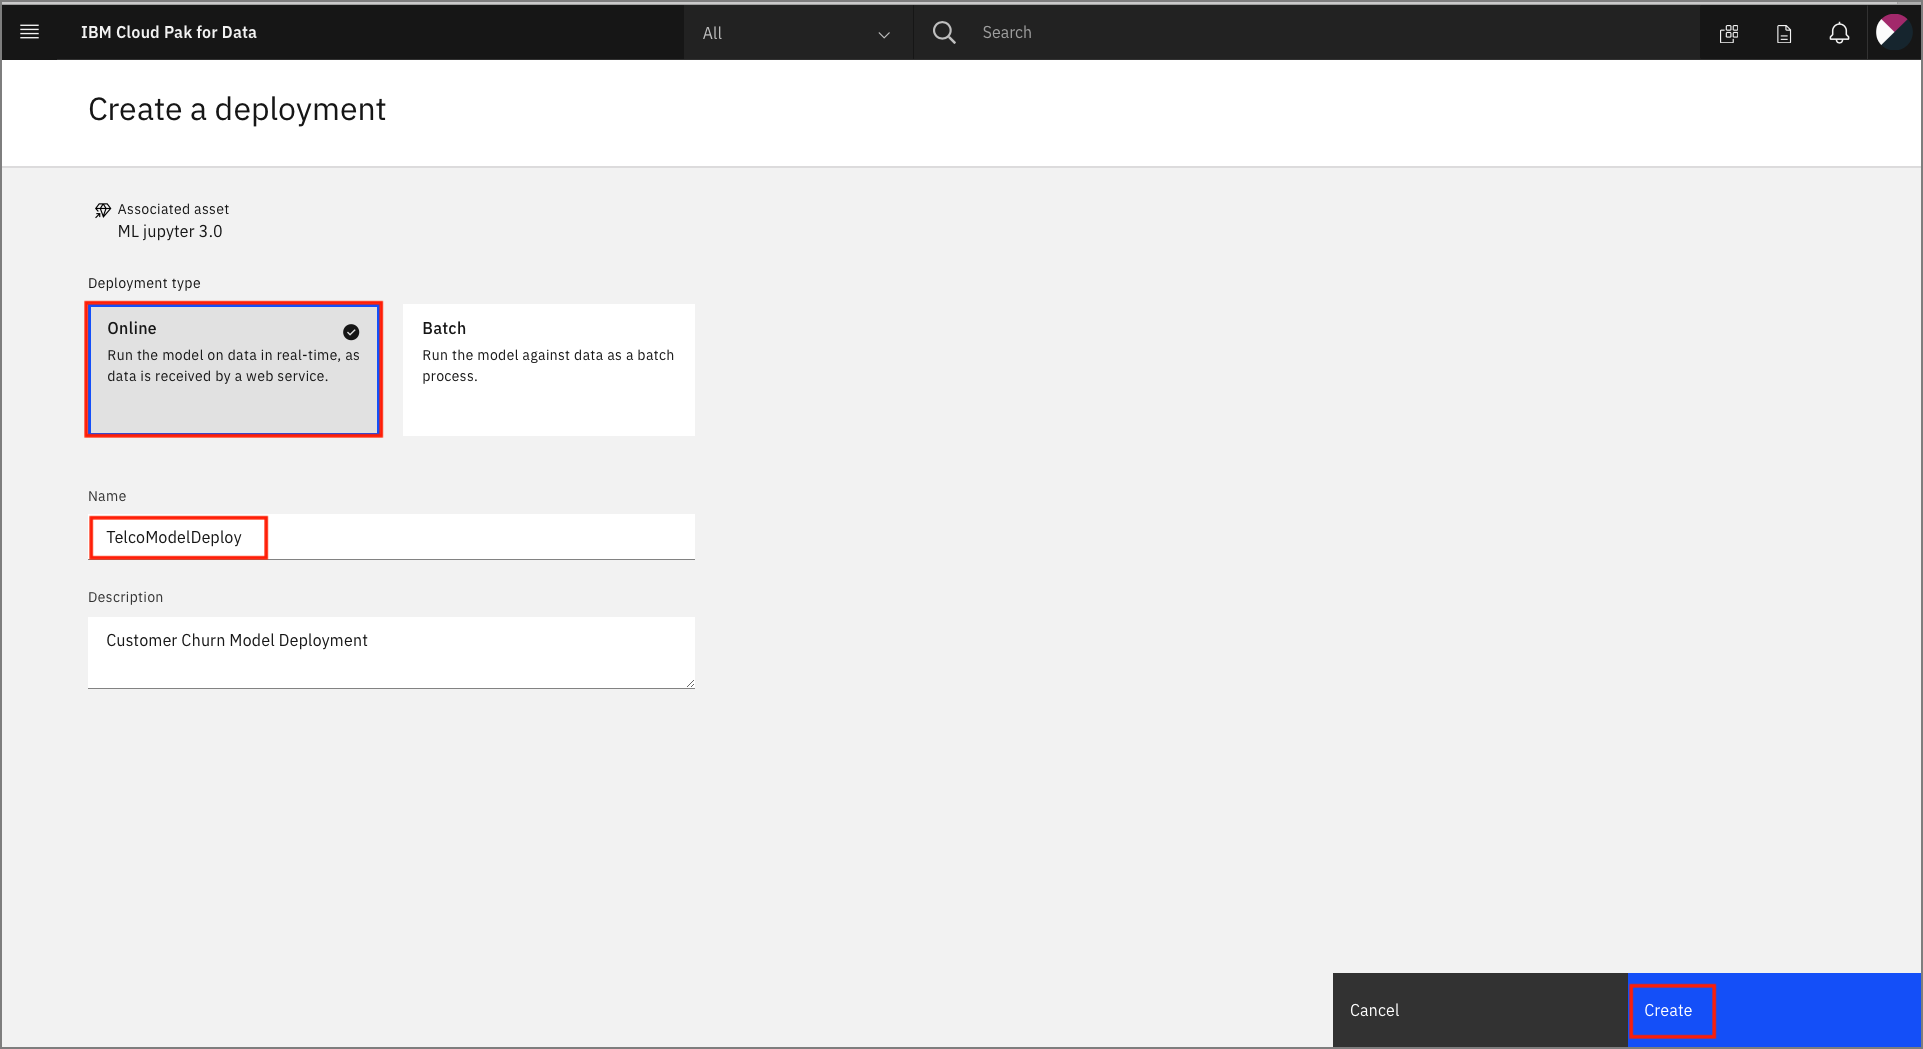 IBM Cloud Pak for Data
All
Search
Create a deployment
Associated asset
ML jupyter 3.0
Deployment type
Online
Run the model on data in real-time, as
data is received by a web service.
Batch
Run the model against data as a batch
process.
Name
TelcoModelDeploy
Description
Customer Churn Model Deployment
Cancel
Create